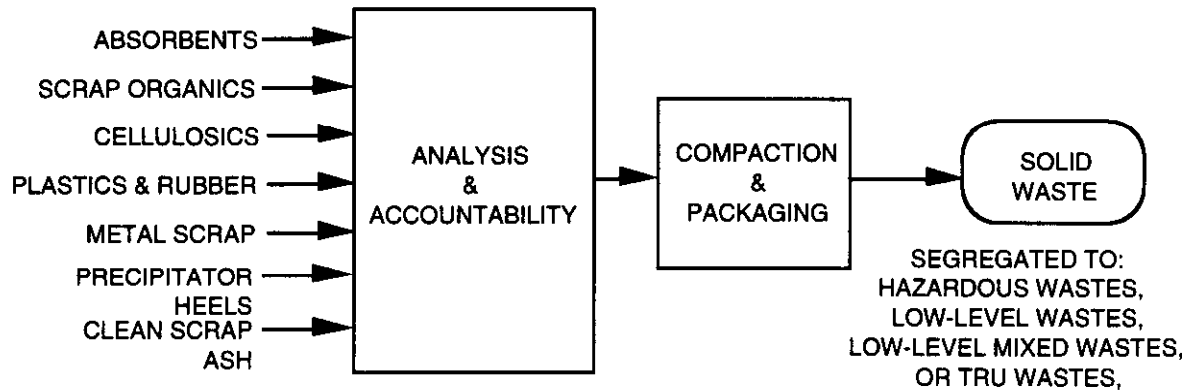 ABSORBENTS
SCRAP ORGANICS
CELLULOSICS
PLASTICS & RUBBER
METAL SCRAP
PRECIPITATOR
HEELS
CLEAN SCRAP
ASH
ANALYSIS
&
ACCOUNTABILITY
COMPACTION
&
PACKAGING
SOLID
WASTE
SEGREGATED TO:
HAZARDOUS WASTES,
LOW-LEVEL WASTES,
LOW-LEVEL MIXED WASTES,
OR TRU WASTES,